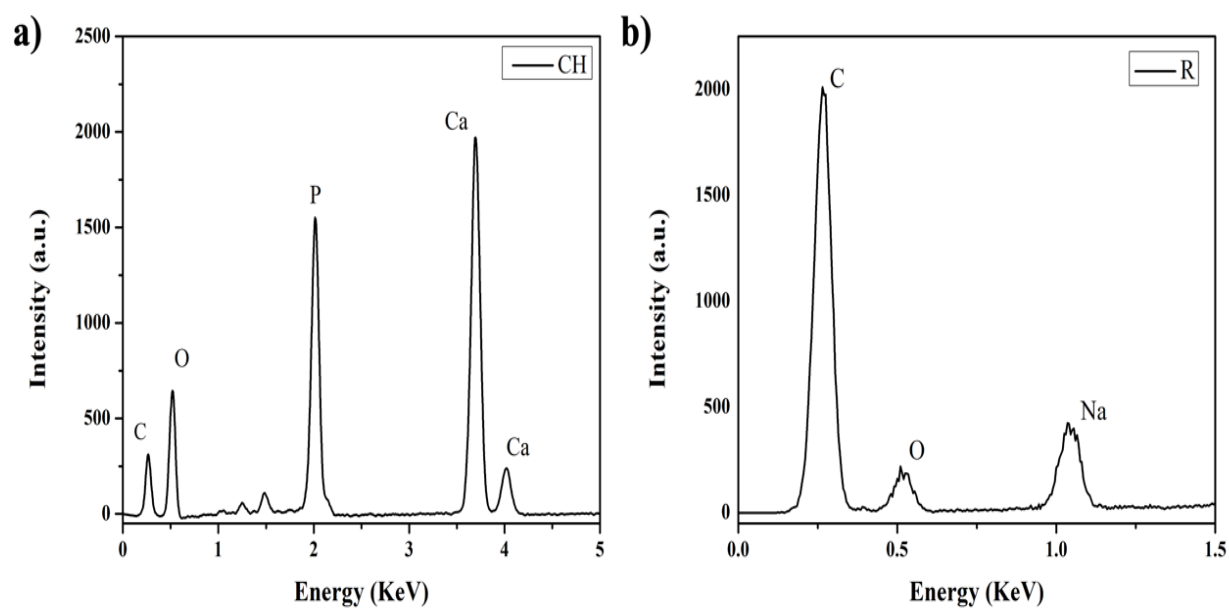 a)
CH
2500
2000
1500
1000
500
0
Intensity (a.u.)
C
O
P
Ca
Ca
0 1 2 3 4 5
Energy (KeV)
b)
R
2000
1500
1000
500
0
Intensity (a.u.)
C
O
Na
0.0 0.5 1.0 1.5
Energy (KeV)